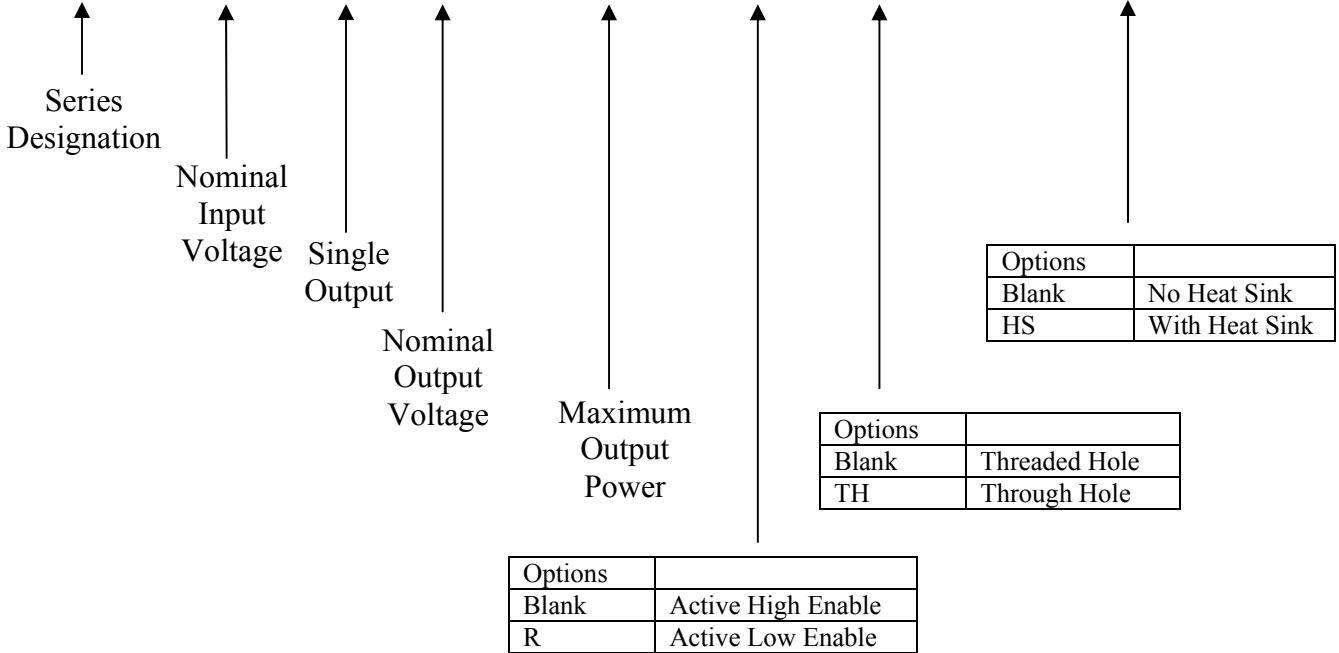 Series
Designation
Nominal
Input
Voltage
Single
Output
Nominal
Output
Voltage
Maximum
Output
Power
Options
Blank Active High Enable
R Active Low Enable
Options
Blank Threaded Hole
TH Through Hole
Options
Blank No Heat Sink
HS With Heat Sink